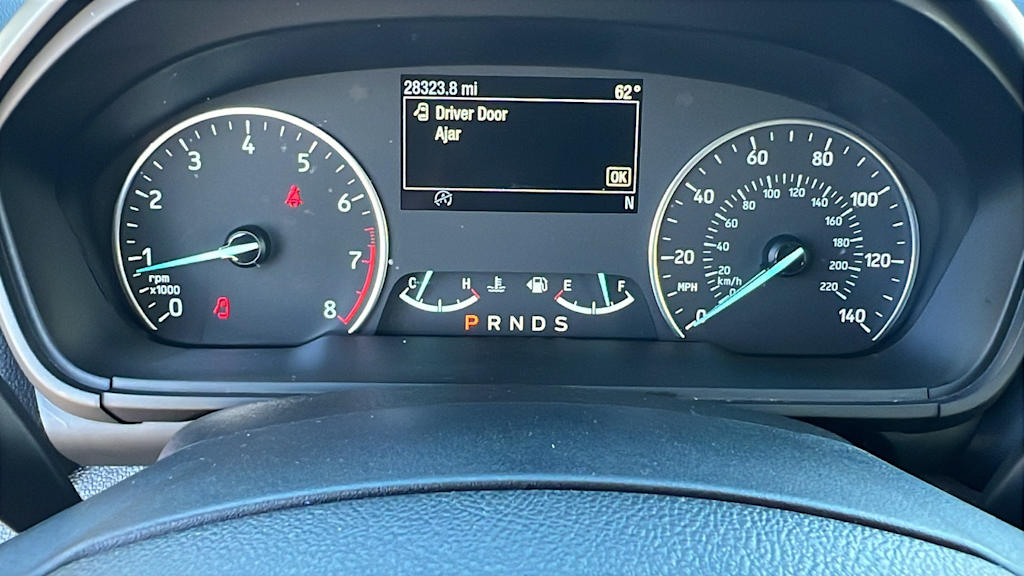 28323.8 mi 62°
Driver Door
Ajar
OK
N
0 1 2 3 4 5 6 7 8
rpm
x1000
C H E F
P R N D S
0 20 40 60 80 100 120 140
MPH
0 20 40 60 80 100 120 140 160 180 200 220
km/h